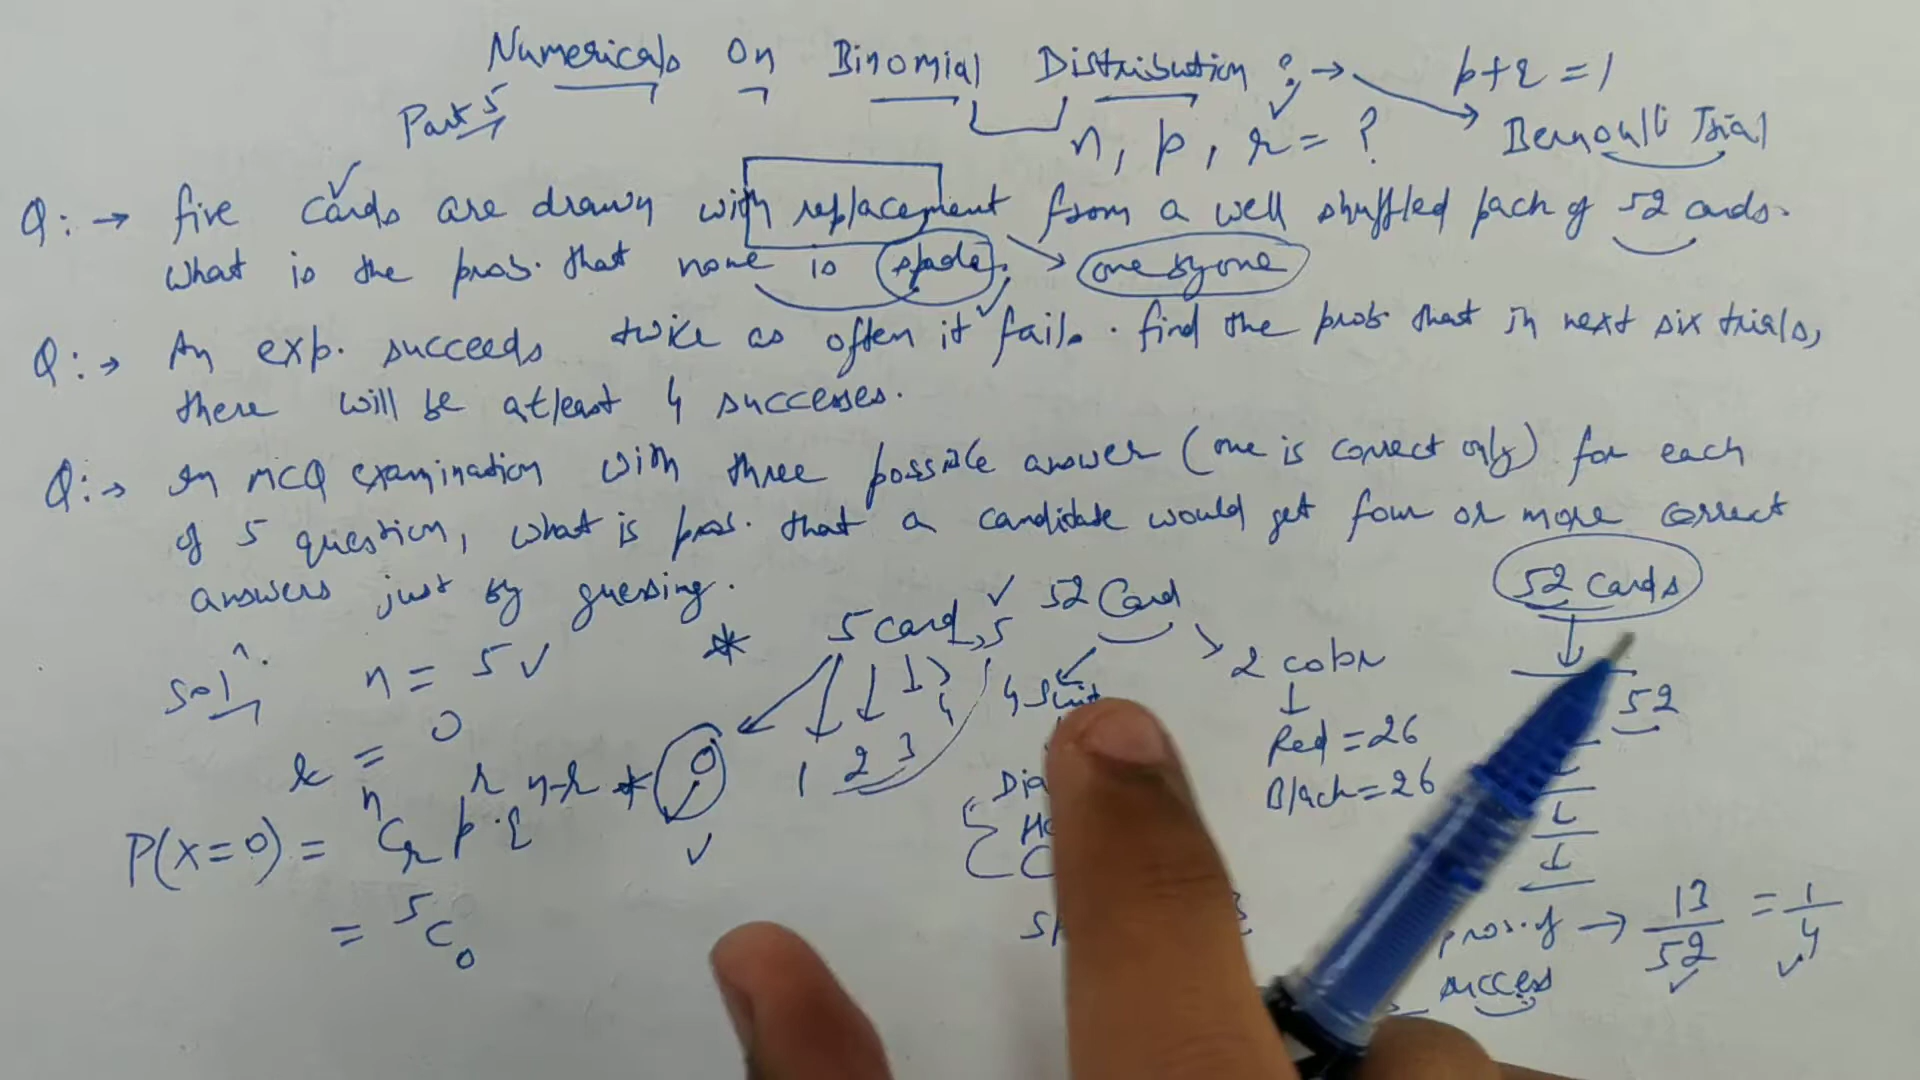 Numericals On Binomial Distribution : → p+q = 1
Part 5
n, p, r = ?
Bernoulli Trial
Q: → five cards are drawn with replacement from a well shuffled pack of 52 cards.
What is the prob. that none is spade. one by one
Q: → An exp. succeeds twice as often it fails. find the prob that in next six trials,
there will be atleast 4 successes.
Q: → In MCQ examination with three possible answer (one is correct only) for each
of 5 question, what is prob. that a candidate would get four or more correct
answers just by guessing.
Solⁿ. n = 5 ✓
r = 0
P(x=0) = ⁿCᵣ pʳ · qⁿ⁻ʳ
= ⁵C₀
* 5 card, 5
* 0 1 2 3 4
52 Card
4 Suit
2 color
Red = 26
Black = 26
52 Cards
52
prob. of success → 13/52 = 1/4